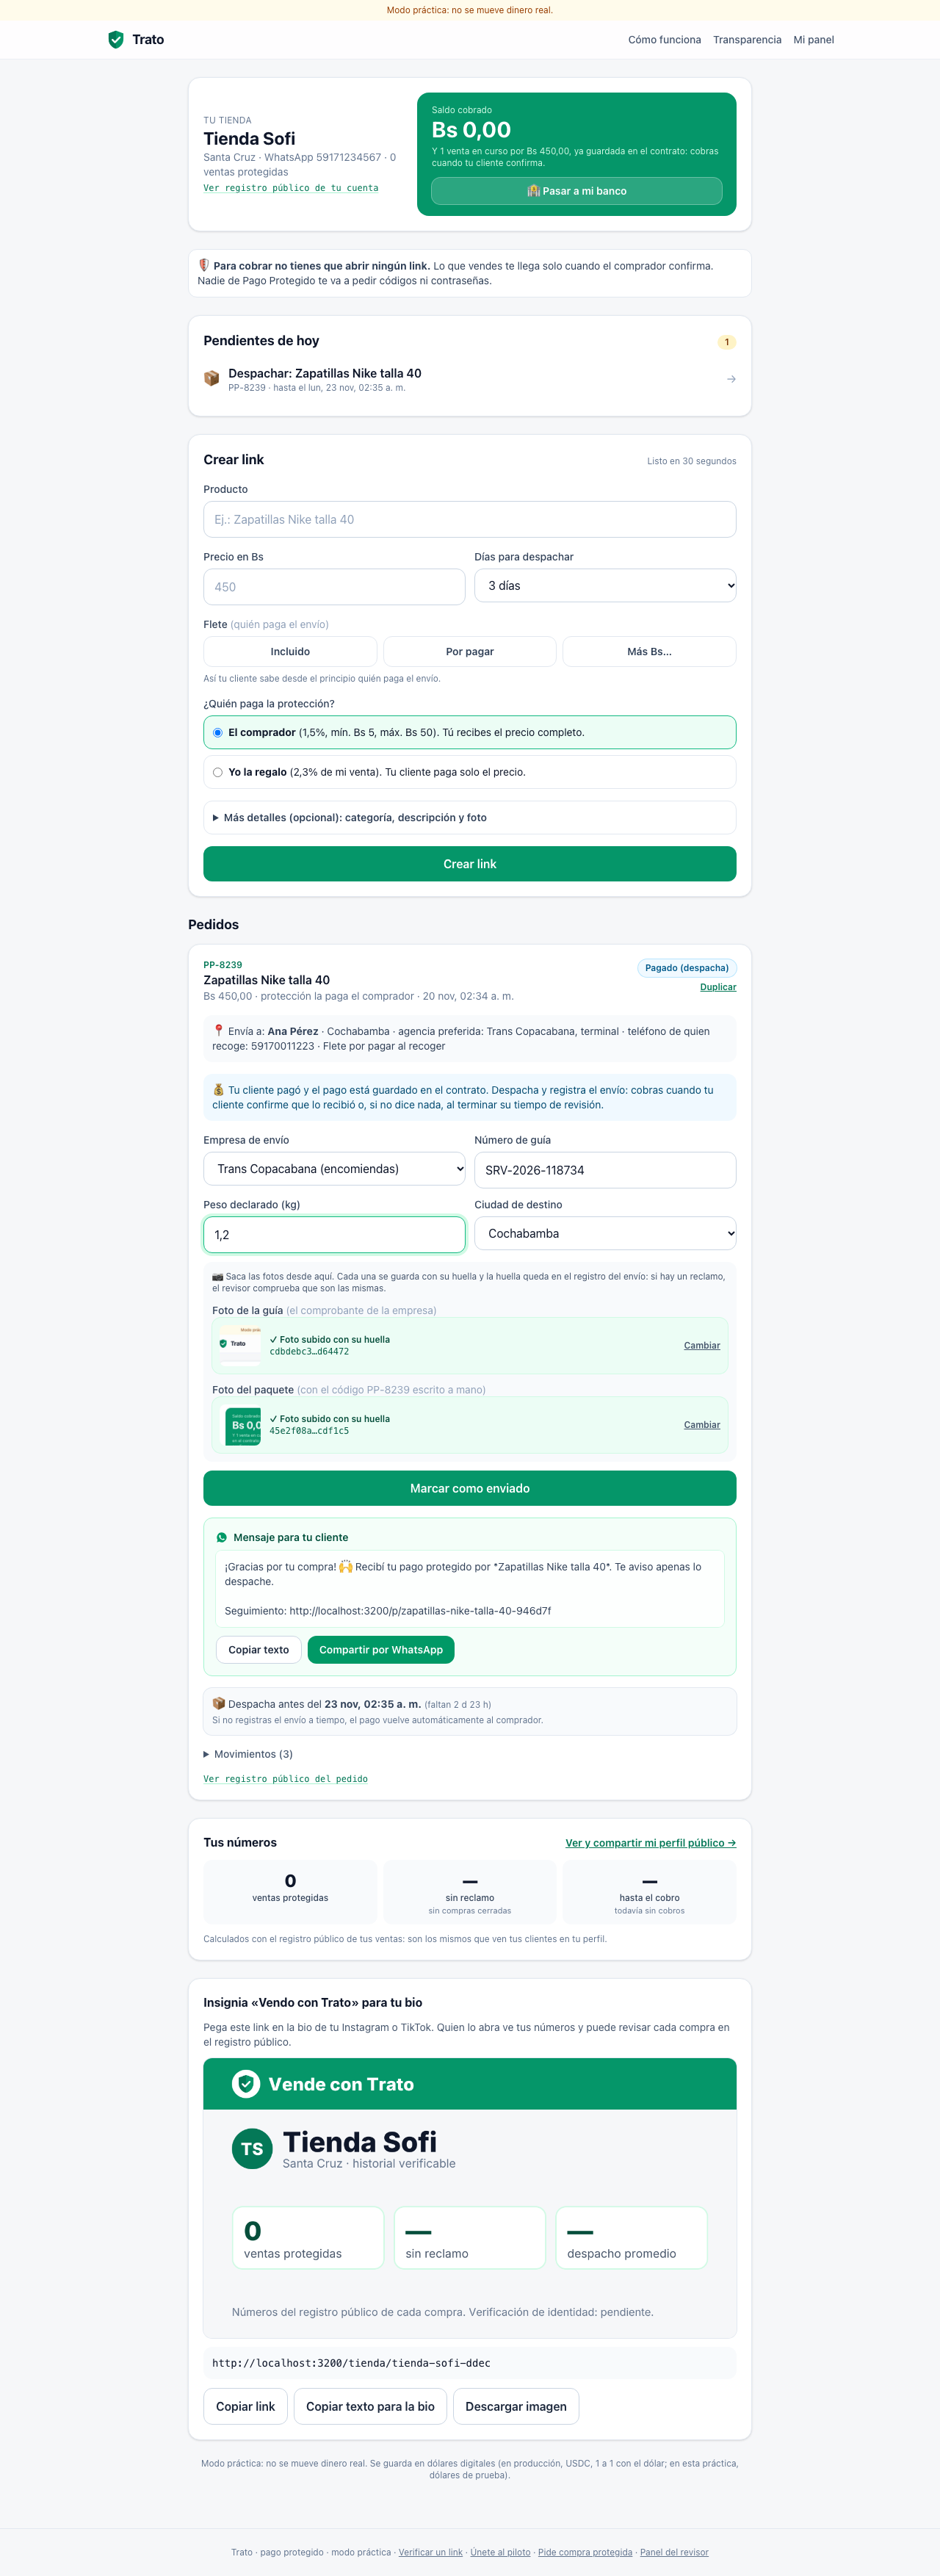 Modo práctica: no se mueve dinero real.
Trato
Cómo funciona Transparencia Mi panel
TU TIENDA
Tienda Sofi
Santa Cruz · WhatsApp 59171234567 · 0
ventas protegidas
Ver registro público de tu cuenta
Saldo cobrado
Bs 0,00
Y 1 venta en curso por Bs 450,00, ya guardada en el contrato: cobras
cuando tu cliente confirma.
🏦 Pasar a mi banco
🛡️ Para cobrar no tienes que abrir ningún link. Lo que vendes te llega solo cuando el comprador confirma.
Nadie de Pago Protegido te va a pedir códigos ni contraseñas.
Pendientes de hoy
1
📦 Despachar: Zapatillas Nike talla 40
PP-8239 · hasta el lun, 23 nov, 02:35 a. m.
→
Crear link
Listo en 30 segundos
Producto
Ej.: Zapatillas Nike talla 40
Precio en Bs
Días para despachar
450
3 días
Flete (quién paga el envío)
Incluido
Por pagar
Más Bs...
Así tu cliente sabe desde el principio quién paga el envío.
¿Quién paga la protección?
El comprador (1,5%, mín. Bs 5, máx. Bs 50). Tú recibes el precio completo.
Yo la regalo (2,3% de mi venta). Tu cliente paga solo el precio.
▶ Más detalles (opcional): categoría, descripción y foto
Crear link
Pedidos
PP-8239
Pagado (despacha)
Zapatillas Nike talla 40
Duplicar
Bs 450,00 · protección la paga el comprador · 20 nov, 02:34 a. m.
📍 Envía a: Ana Pérez · Cochabamba · agencia preferida: Trans Copacabana, terminal · teléfono de quien
recoge: 59170011223 · Flete por pagar al recoger
💰 Tu cliente pagó y el pago está guardado en el contrato. Despacha y registra el envío: cobras cuando tu
cliente confirme que lo recibió o, si no dice nada, al terminar su tiempo de revisión.
Empresa de envío
Número de guía
Trans Copacabana (encomiendas)
SRV-2026-118734
Peso declarado (kg)
Ciudad de destino
1,2
Cochabamba
📷 Saca las fotos desde aquí. Cada una se guarda con su huella y la huella queda en el registro del envío: si hay un reclamo,
el revisor comprueba que son las mismas.
Foto de la guía (el comprobante de la empresa)
Trato
✓ Foto subido con su huella
cdbdebc3…d64472
Cambiar
Foto del paquete (con el código PP-8239 escrito a mano)
Saldo cobrado
Bs 0,0
✓ Foto subido con su huella
45e2f08a…cdf1c5
Cambiar
Marcar como enviado
Mensaje para tu cliente
¡Gracias por tu compra! 🙌 Recibí tu pago protegido por *Zapatillas Nike talla 40*. Te aviso apenas lo
despache.
Seguimiento: http://localhost:3200/p/zapatillas-nike-talla-40-946d7f
Copiar texto
Compartir por WhatsApp
📦 Despacha antes del 23 nov, 02:35 a. m. (faltan 2 d 23 h)
Si no registras el envío a tiempo, el pago vuelve automáticamente al comprador.
▶ Movimientos (3)
Ver registro público del pedido
Tus números
Ver y compartir mi perfil público →
0
—
—
ventas protegidas
sin reclamo
hasta el cobro
sin compras cerradas
todavía sin cobros
Calculados con el registro público de tus ventas: son los mismos que ven tus clientes en tu perfil.
Insignia «Vendo con Trato» para tu bio
Pega este link en la bio de tu Instagram o TikTok. Quien lo abra ve tus números y puede revisar cada compra en
el registro público.
Vende con Trato
TS
Tienda Sofi
Santa Cruz · historial verificable
0
—
—
ventas protegidas
sin reclamo
despacho promedio
Números del registro público de cada compra. Verificación de identidad: pendiente.
http://localhost:3200/tienda/tienda-sofi-ddec
Copiar link
Copiar texto para la bio
Descargar imagen
Modo práctica: no se mueve dinero real. Se guarda en dólares digitales (en producción, USDC, 1 a 1 con el dólar; en esta práctica,
dólares de prueba).
Trato · pago protegido · modo práctica · Verificar un link · Únete al piloto · Pide compra protegida · Panel del revisor